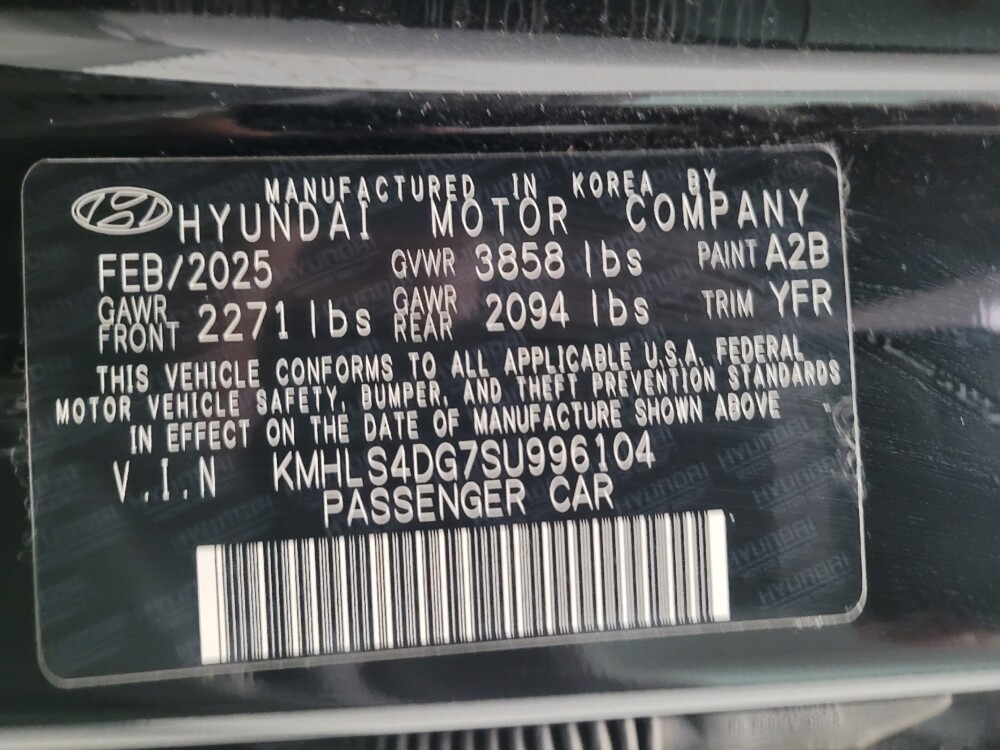 MANUFACTURED IN KOREA BY
HYUNDAI MOTOR COMPANY
FEB/2025 GVWR 3858 lbs PAINT A2B
GAWR FRONT 2271 lbs GAWR REAR 2094 lbs TRIM YFR
THIS VEHICLE CONFORMS TO ALL APPLICABLE U.S.A. FEDERAL
MOTOR VEHICLE SAFETY, BUMPER, AND THEFT PREVENTION STANDARDS
IN EFFECT ON THE DATE OF MANUFACTURE SHOWN ABOVE
V.I.N KMHLS4DG7SU996104
PASSENGER CAR